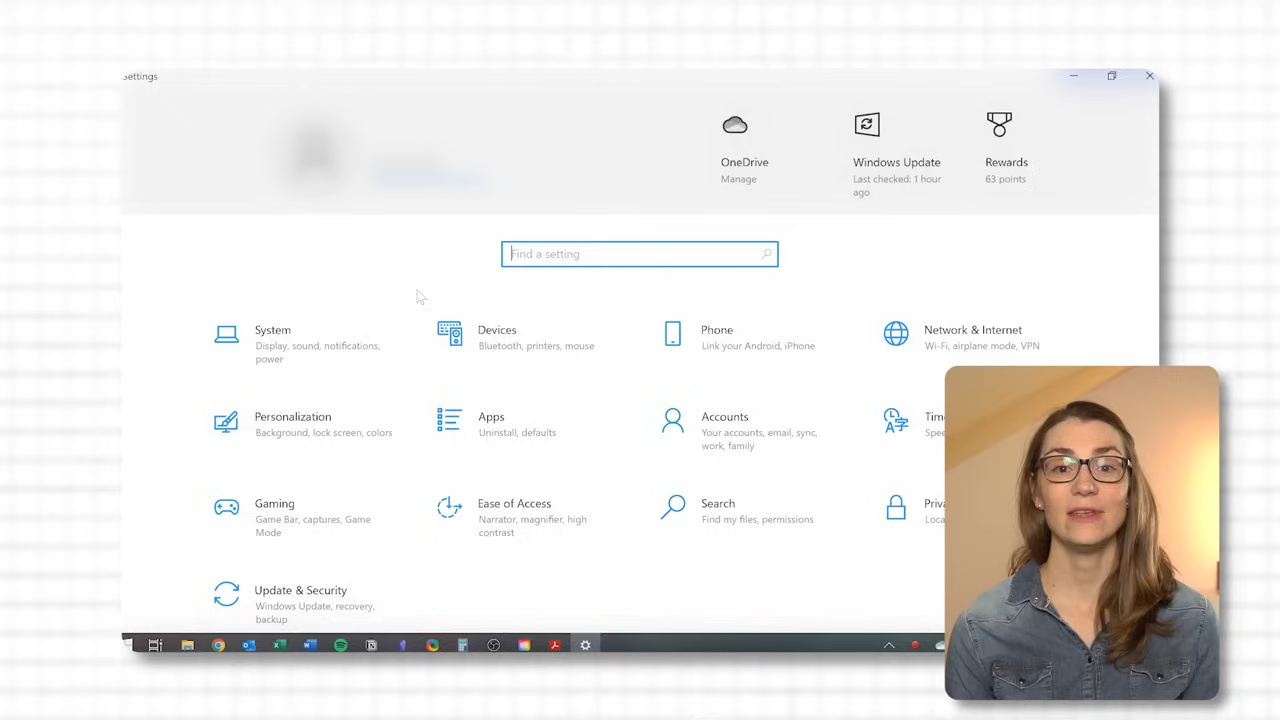 Settings
OneDrive
Manage
Windows Update
Last checked: 1 hour
ago
Rewards
63 points
Find a setting
System
Display, sound, notifications,
power
Devices
Bluetooth, printers, mouse
Phone
Link your Android, iPhone
Network & Internet
Wi-Fi, airplane mode, VPN
Personalization
Background, lock screen, colors
Apps
Uninstall, defaults
Accounts
Your accounts, email, sync,
work, family
Gaming
Game Bar, captures, Game
Mode
Ease of Access
Narrator, magnifier, high
contrast
Search
Find my files, permissions
Update & Security
Windows Update, recovery,
backup